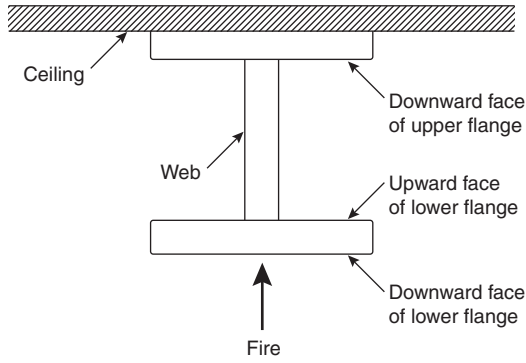 Ceiling
Downward face
of upper flange
Web
Upward face
of lower flange
Downward face
of lower flange
Fire